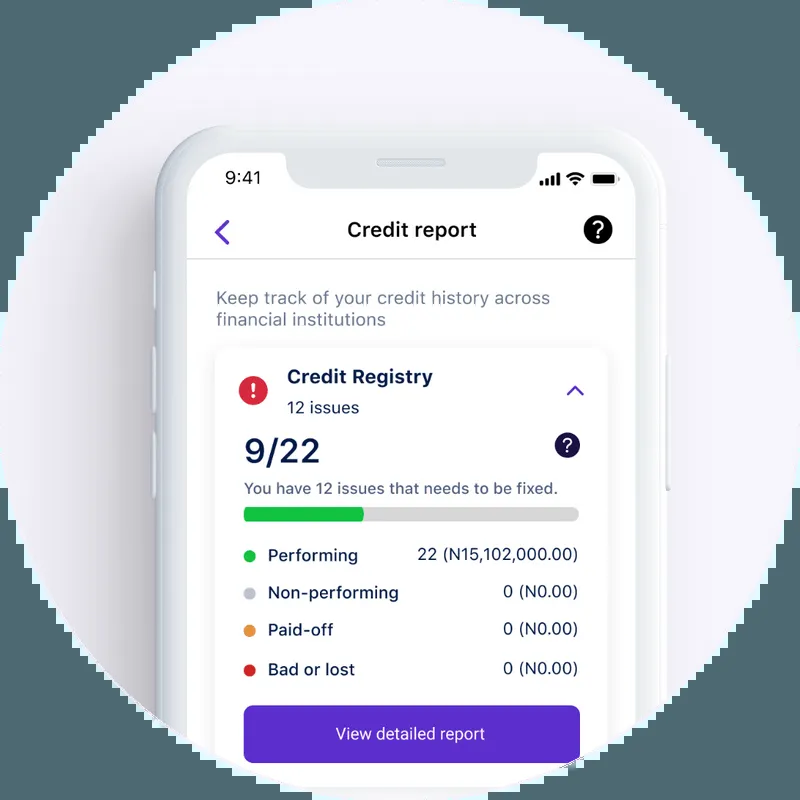 9:41
Credit report
?
Keep track of your credit history across
financial institutions
!
Credit Registry
12 issues
9/22
?
You have 12 issues that needs to be fixed.
Performing 22 (N15,102,000.00)
Non-performing 0 (N0.00)
Paid-off 0 (N0.00)
Bad or lost 0 (N0.00)
View detailed report